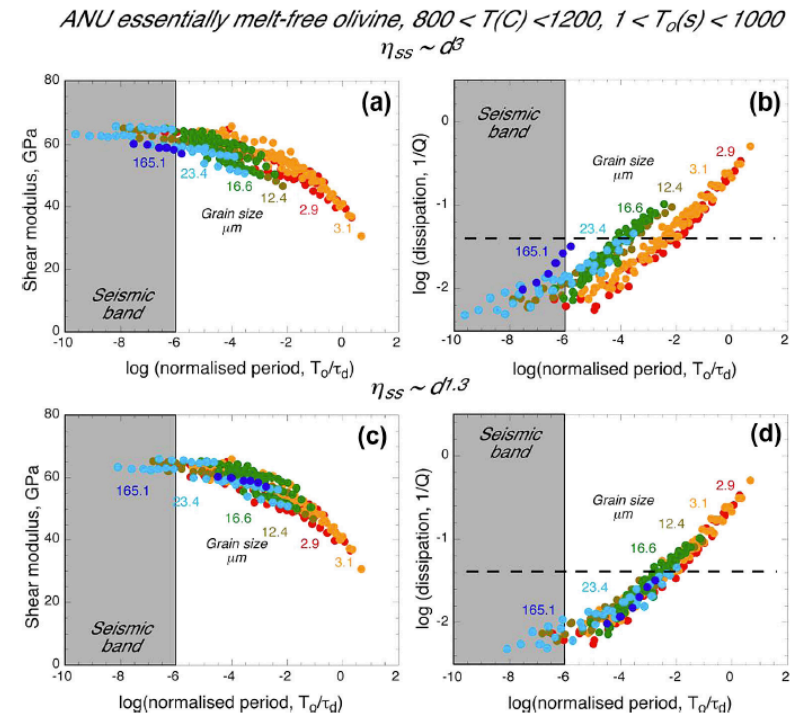 ANU essentially melt-free olivine, 800 < T(C) <1200, 1 < To(s) < 1000
ηss ~ d3
80
60
40
20
0
Shear modulus, GPa
(a)
165.1
23.4
16.6
12.4
2.9
3.1
Grain size
μm
Seismic
band
-10 -8 -6 -4 -2 0 2
log (normalised period, To/τd)
0
-1
-2
log (dissipation, 1/Q)
Seismic
band
(b)
2.9
3.1
Grain size
μm
12.4
16.6
23.4
165.1
-10 -8 -6 -4 -2 0 2
log(normalised period, To/τd)
ηss ~ d1.3
80
60
40
20
0
Shear modulus, GPa
(c)
165.1
23.4
16.6
12.4
2.9
3.1
Grain size
μm
Seismic
band
-10 -8 -6 -4 -2 0 2
log(normalised period, To/τd)
0
-1
-2
log (dissipation, 1/Q)
Seismic
band
(d)
2.9
3.1
Grain size
μm
12.4
16.6
23.4
165.1
-10 -8 -6 -4 -2 0 2
log(normalised period, To/τd)